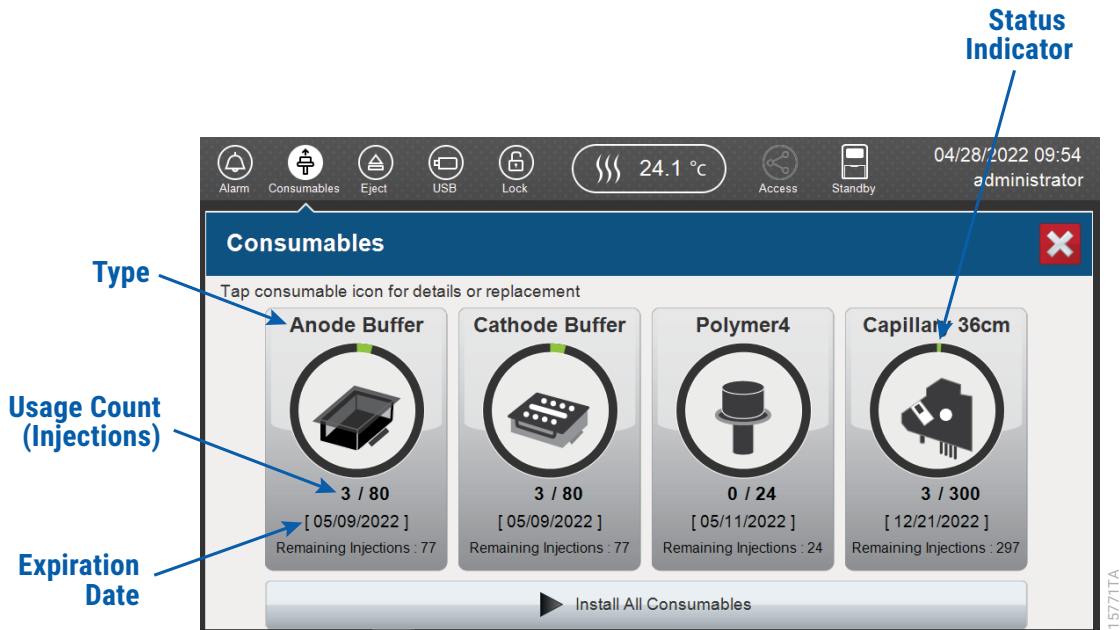 Status
Indicator
Alarm
Consumables
Eject
USB
Lock
24.1 °c
Access
Standby
04/28/2022 09:54
administrator
Consumables
Type
Tap consumable icon for details or replacement
Anode Buffer
Cathode Buffer
Polymer4
Capillary 36cm
Usage Count
(Injections)
3 / 80
3 / 80
0 / 24
3 / 300
[ 05/09/2022 ]
[ 05/09/2022 ]
[ 05/11/2022 ]
[ 12/21/2022 ]
Remaining Injections : 77
Remaining Injections : 77
Remaining Injections : 24
Remaining Injections : 297
Expiration
Date
Install All Consumables
15771TA